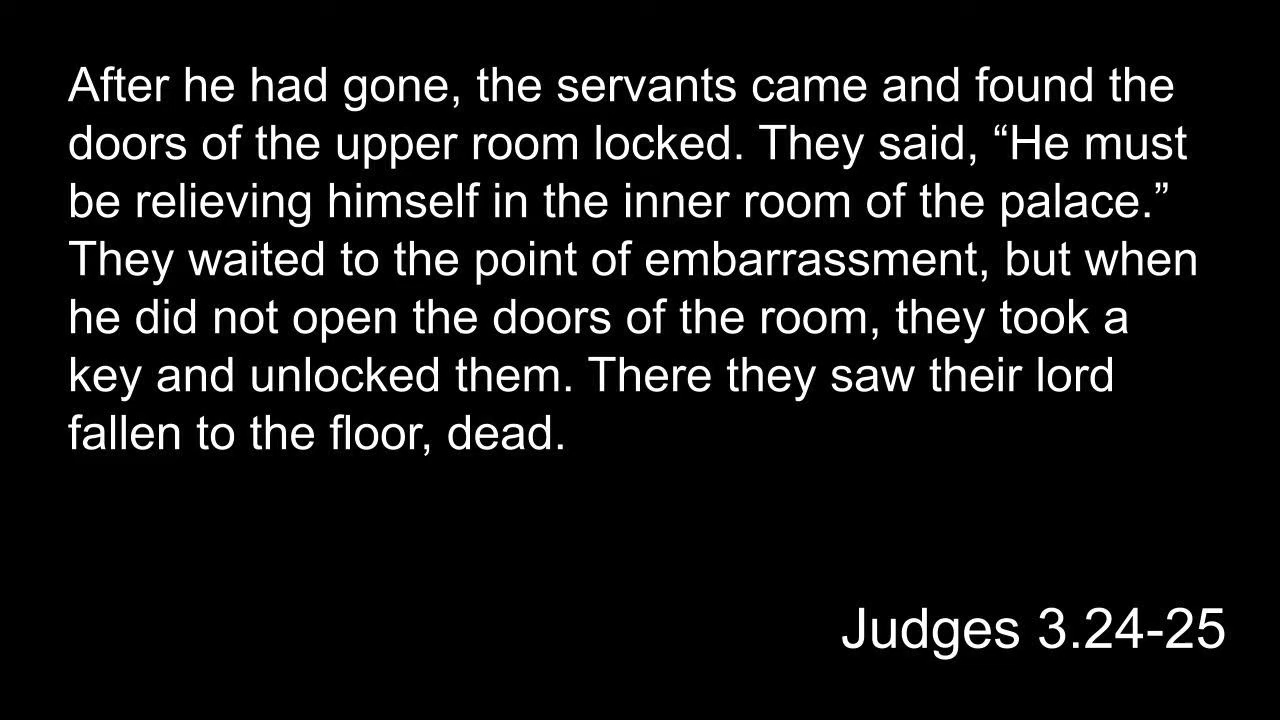 After he had gone, the servants came and found the
doors of the upper room locked. They said, “He must
be relieving himself in the inner room of the palace.”
They waited to the point of embarrassment, but when
he did not open the doors of the room, they took a
key and unlocked them. There they saw their lord
fallen to the floor, dead.
Judges 3.24-25